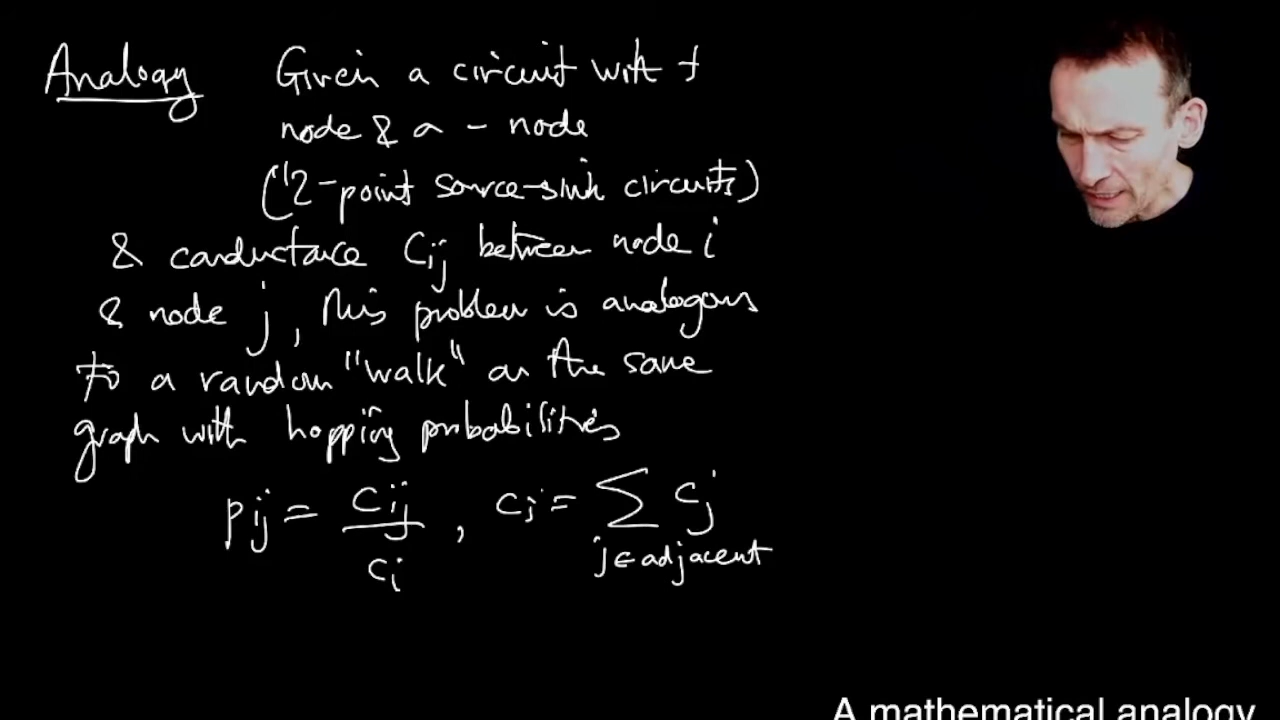 Analogy Given a circuit with +
node & a - node
("2-point source-sink circuits)
& conductance Cij between node i
& node j, this problem is analogous
to a random "walk" on the same
graph with hopping probabilities
pij = cij / ci , ci = ∑ cj
j ∈ adjacent
A mathematical analogy